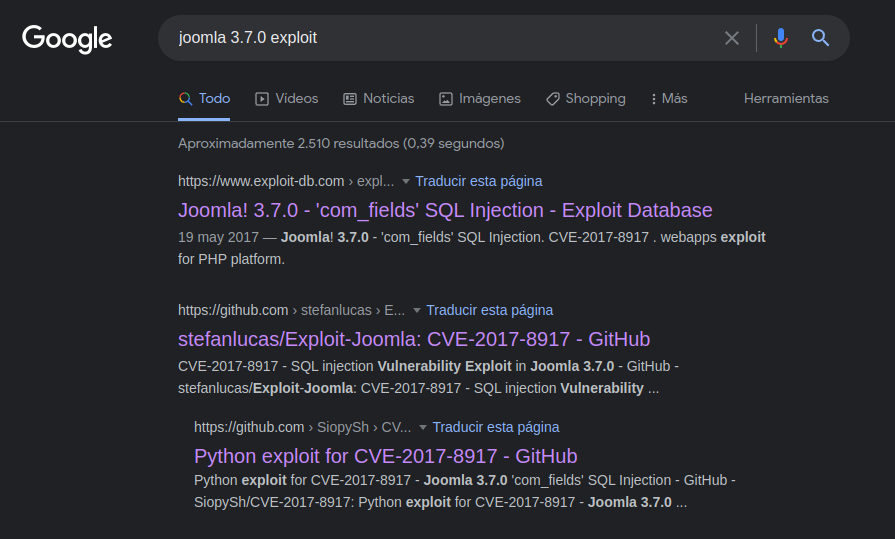 Google
joomla 3.7.0 exploit
Todo Vídeos Noticias Imágenes Shopping Más Herramientas
Aproximadamente 2.510 resultados (0,39 segundos)
https://www.exploit-db.com › expl... Traducir esta página
Joomla! 3.7.0 - 'com_fields' SQL Injection - Exploit Database
19 may 2017 — Joomla! 3.7.0 - 'com_fields' SQL Injection. CVE-2017-8917 . webapps exploit
for PHP platform.
https://github.com › stefanlucas › E... Traducir esta página
stefanlucas/Exploit-Joomla: CVE-2017-8917 - GitHub
CVE-2017-8917 - SQL injection Vulnerability Exploit in Joomla 3.7.0 - GitHub -
stefanlucas/Exploit-Joomla: CVE-2017-8917 - SQL injection Vulnerability ...
https://github.com › SiopySh › CV... Traducir esta página
Python exploit for CVE-2017-8917 - GitHub
Python exploit for CVE-2017-8917 - Joomla 3.7.0 'com_fields' SQL Injection - GitHub -
SiopySh/CVE-2017-8917: Python exploit for CVE-2017-8917 - Joomla 3.7.0 ...